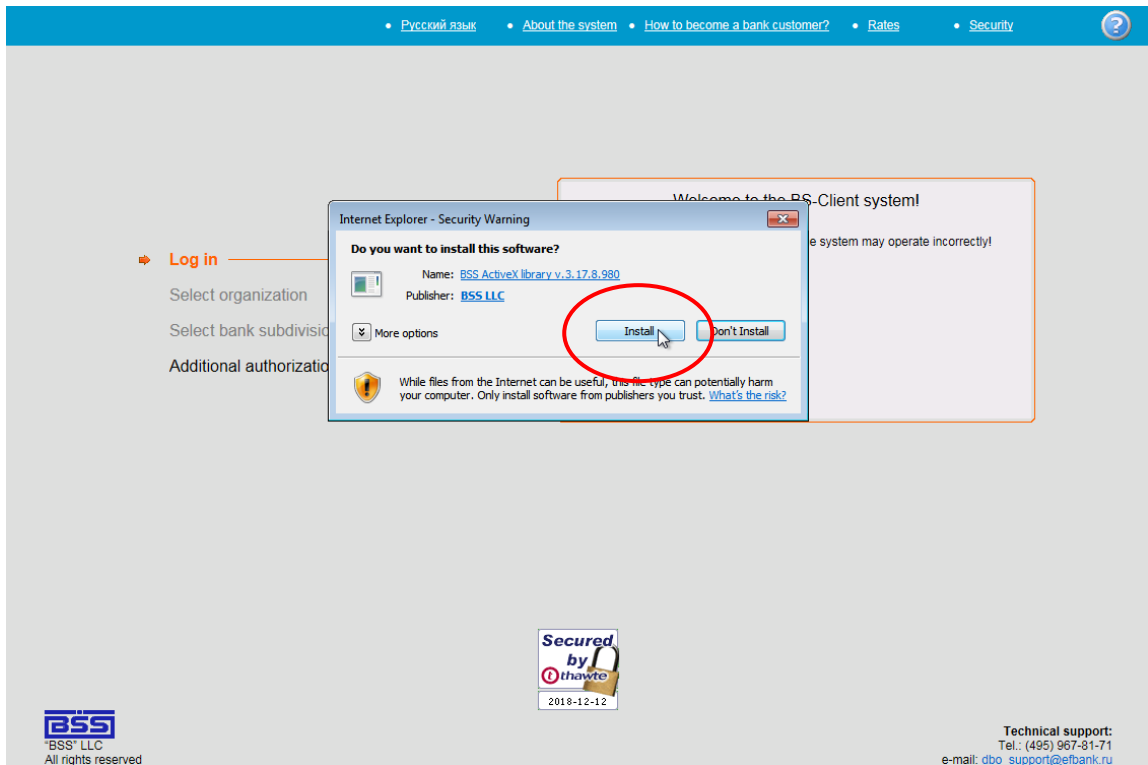 • Русский язык • About the system • How to become a bank customer? • Rates • Security
Welcome to the BS-Client system!
Internet Explorer - Security Warning
e system may operate incorrectly!
Do you want to install this software?
Name: BSS ActiveX library v.3.17.8.980
Publisher: BSS LLC
More options
Install
Don't Install
While files from the Internet can be useful, this file type can potentially harm
your computer. Only install software from publishers you trust. What's the risk?
Log in
Select organization
Select bank subdivisio
Additional authorizatio
Secured
by
thawte
2018-12-12
BSS
"BSS" LLC
All rights reserved
Technical support:
Tel.: (495) 967-81-71
e-mail: dbo_support@efbank.ru